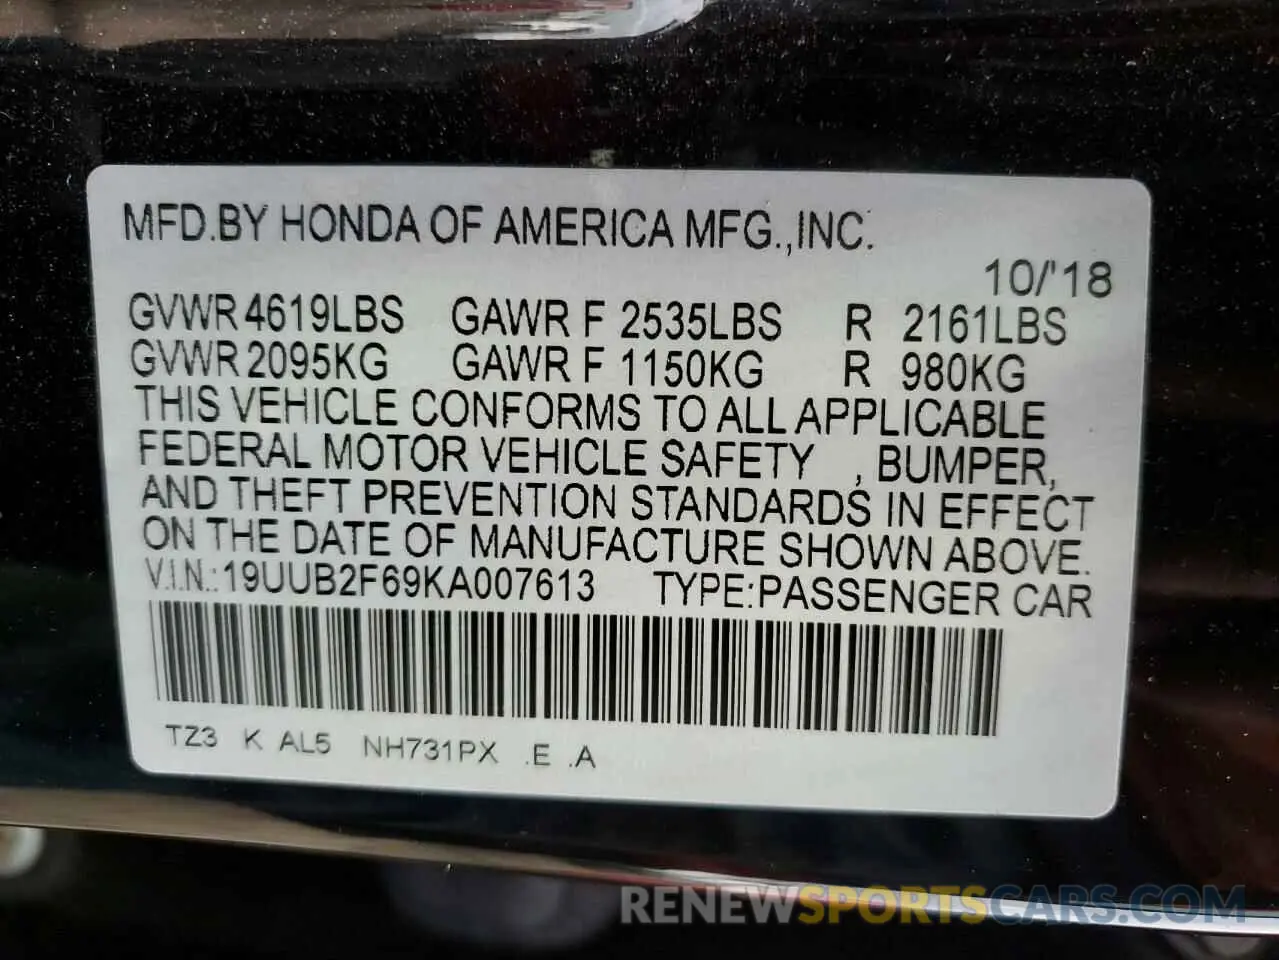 MFD.BY HONDA OF AMERICA MFG.,INC.
10/'18
GVWR 4619LBS GAWR F 2535LBS R 2161LBS
GVWR 2095KG GAWR F 1150KG R 980KG
THIS VEHICLE CONFORMS TO ALL APPLICABLE
FEDERAL MOTOR VEHICLE SAFETY , BUMPER,
AND THEFT PREVENTION STANDARDS IN EFFECT
ON THE DATE OF MANUFACTURE SHOWN ABOVE.
V.I.N.:19UUB2F69KA007613 TYPE:PASSENGER CAR
TZ3 K AL5 NH731PX .E .A
RENEWSPORTSCARS.COM